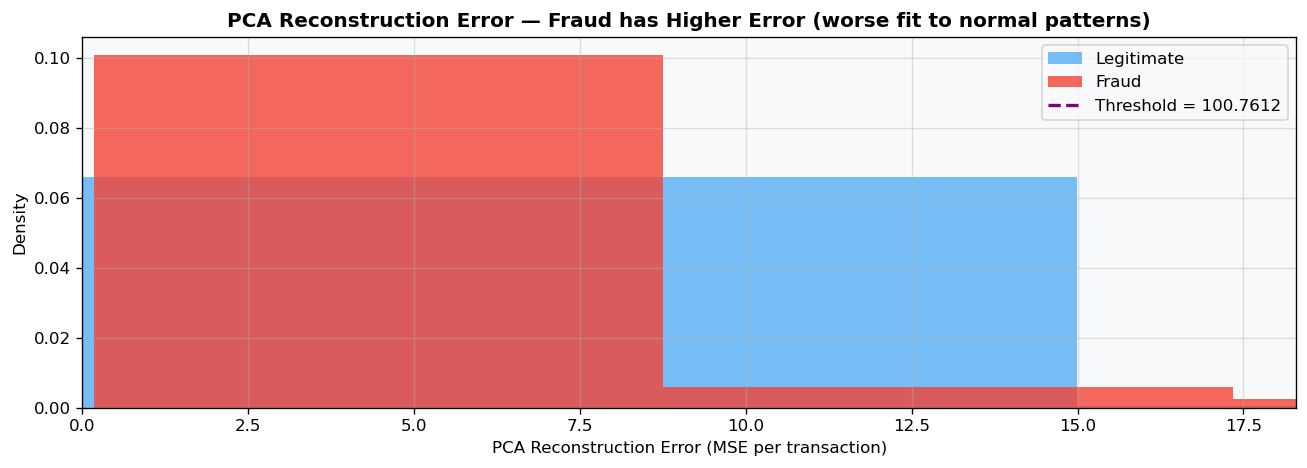 PCA Reconstruction Error — Fraud has Higher Error (worse fit to normal patterns)
Legitimate
Fraud
Threshold = 100.7612
Density
0.10
0.08
0.06
0.04
0.02
0.00
0.0 2.5 5.0 7.5 10.0 12.5 15.0 17.5
PCA Reconstruction Error (MSE per transaction)